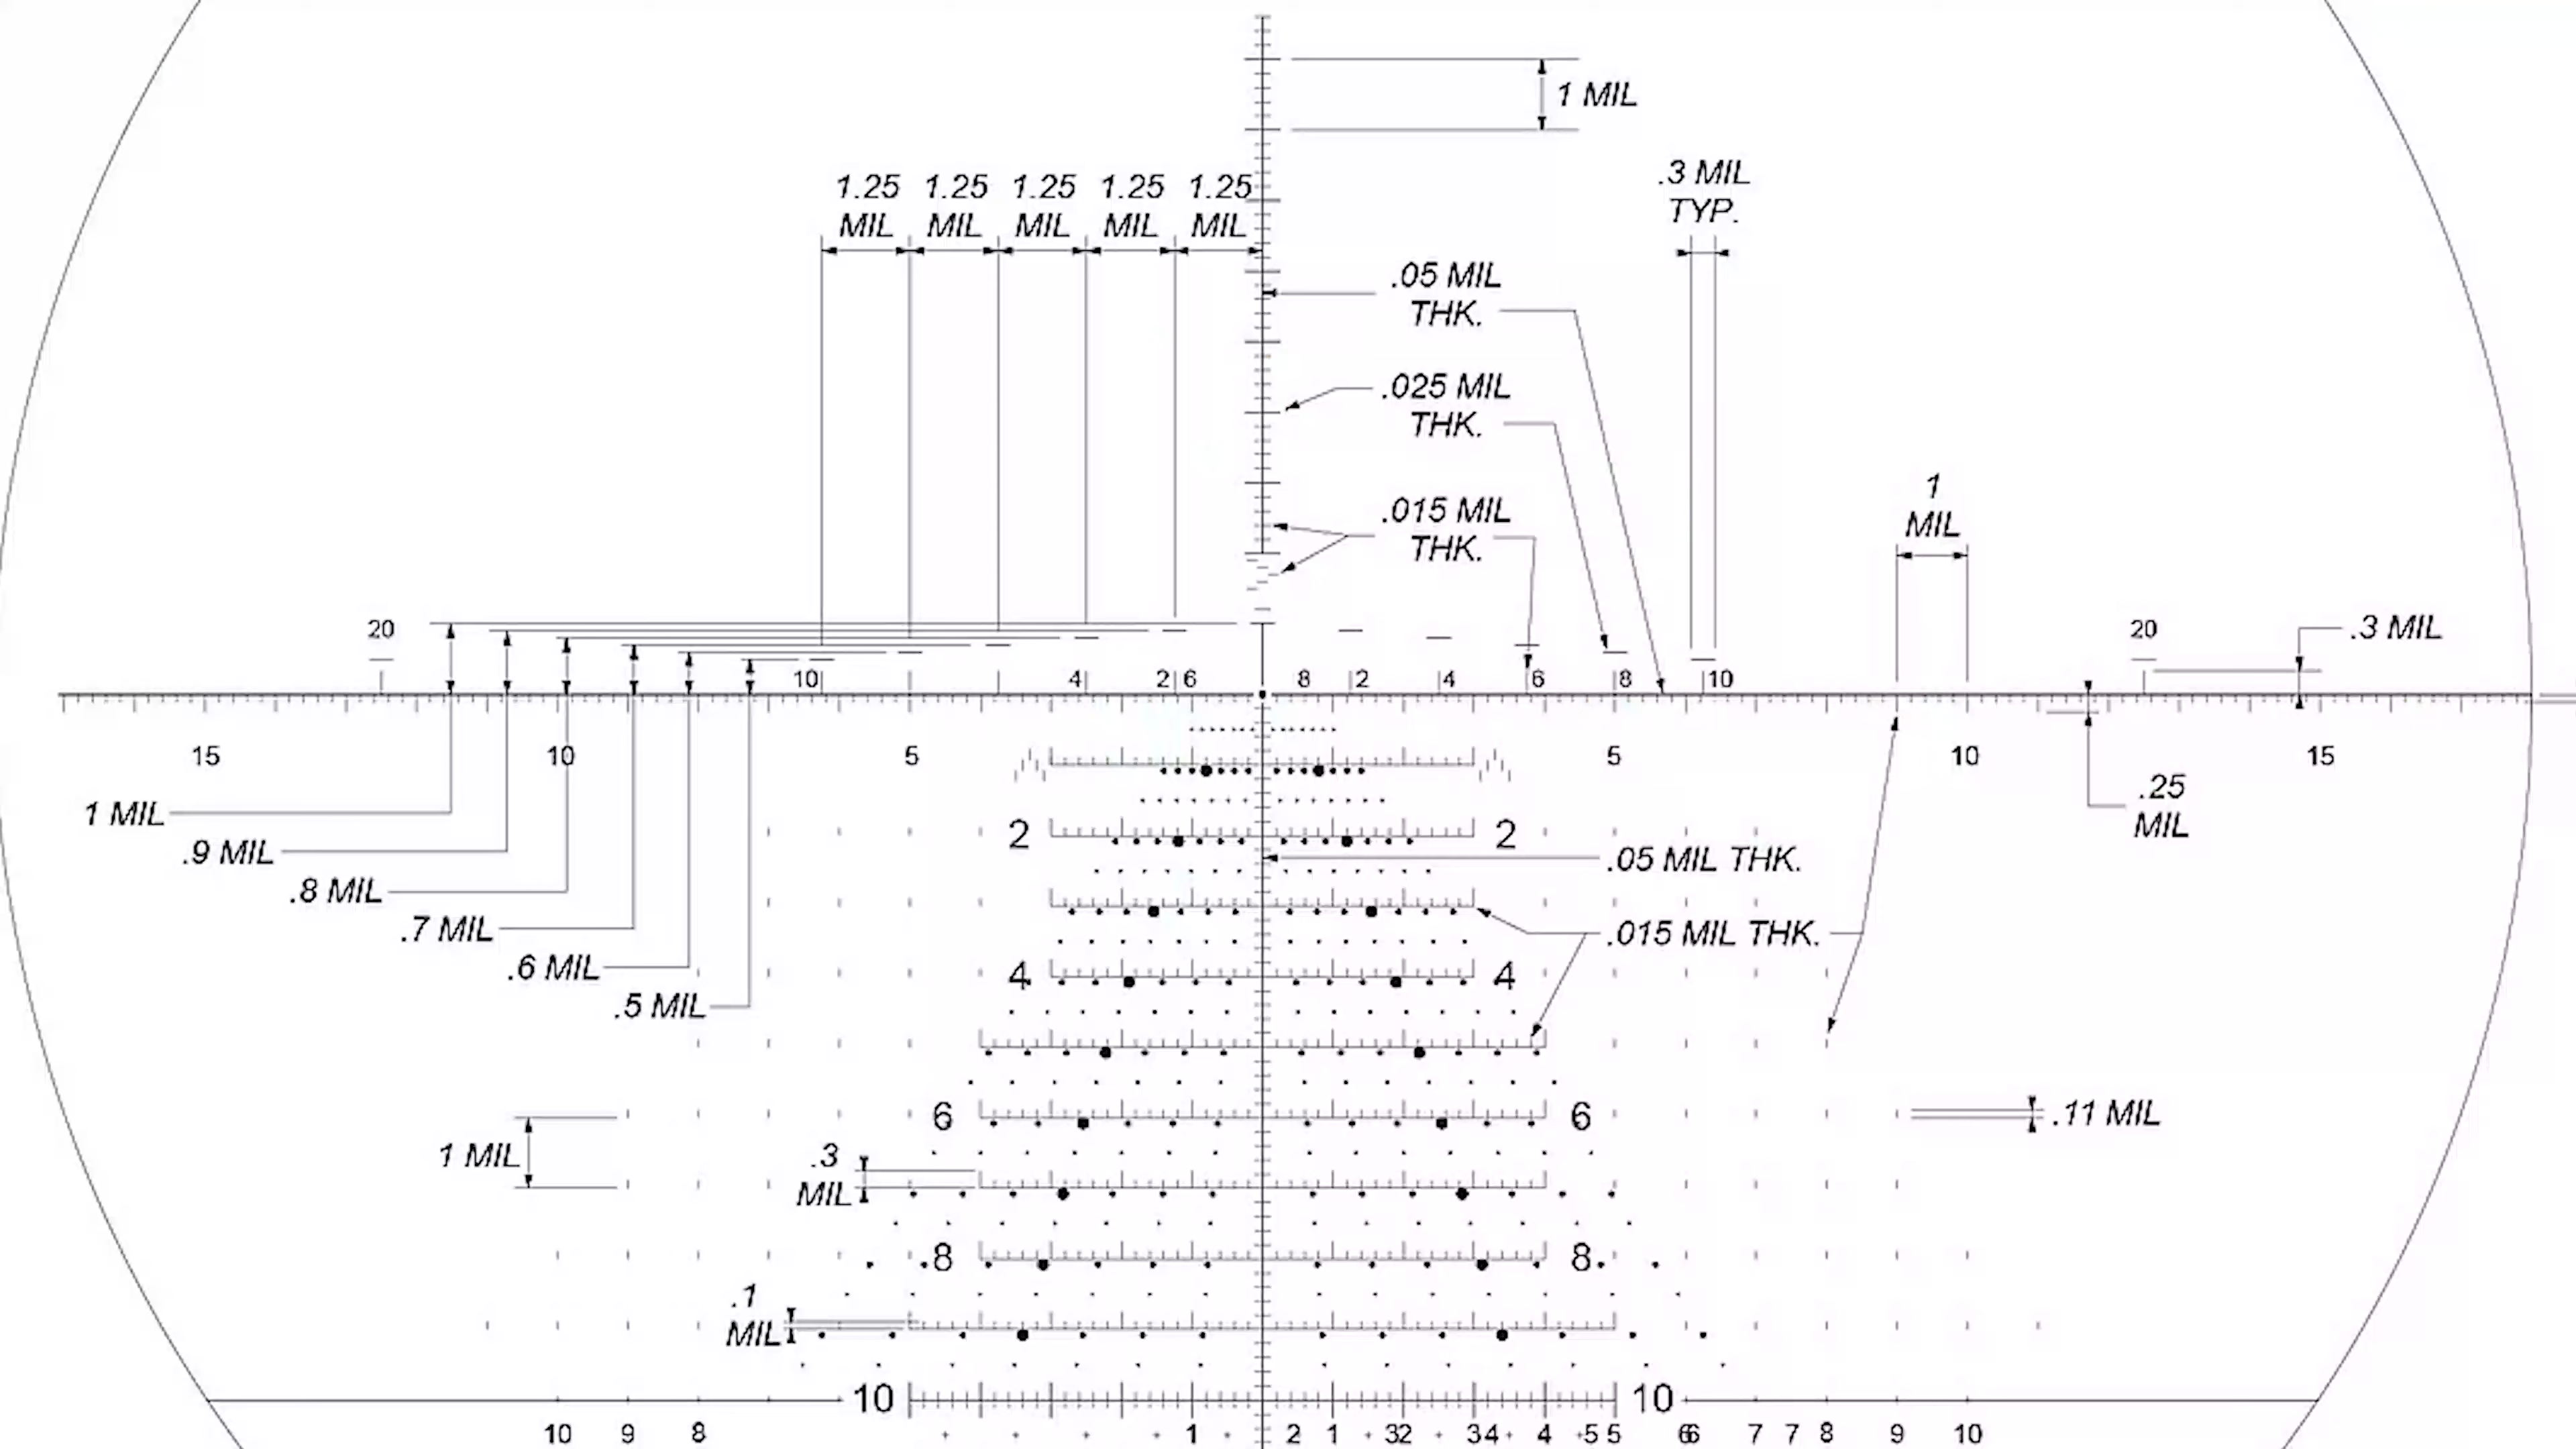 1 MIL
.3 MIL
TYP.
1.25 1.25 1.25 1.25 1.25
MIL MIL MIL MIL MIL
.05 MIL
THK.
.025 MIL
THK.
1
MIL
.015 MIL
THK.
20 20 .3 MIL
10 4 2 6 8 2 4 6 8 10
15 10 5 5 10 15
.25
MIL
1 MIL
2 2
.9 MIL
.05 MIL THK.
.8 MIL
.7 MIL
.015 MIL THK.
.6 MIL
4 4
.5 MIL
6 6
.11 MIL
1 MIL
.3
MIL
8 8
.1
MIL
10 10
10 9 8 1 2 1 32 34 4 5 5 66 7 7 8 9 10